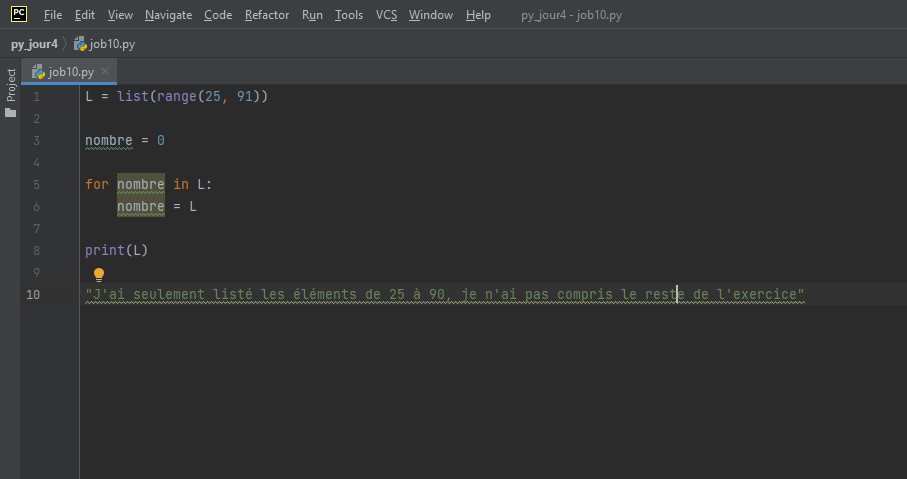 PC File Edit View Navigate Code Refactor Run Tools VCS Window Help py_jour4 - job10.py
py_jour4 job10.py
Project
job10.py
1 L = list(range(25, 91))
2
3 nombre = 0
4
5 for nombre in L:
6 nombre = L
7
8 print(L)
9
10 "J'ai seulement listé les éléments de 25 à 90, je n'ai pas compris le reste de l'exercice"